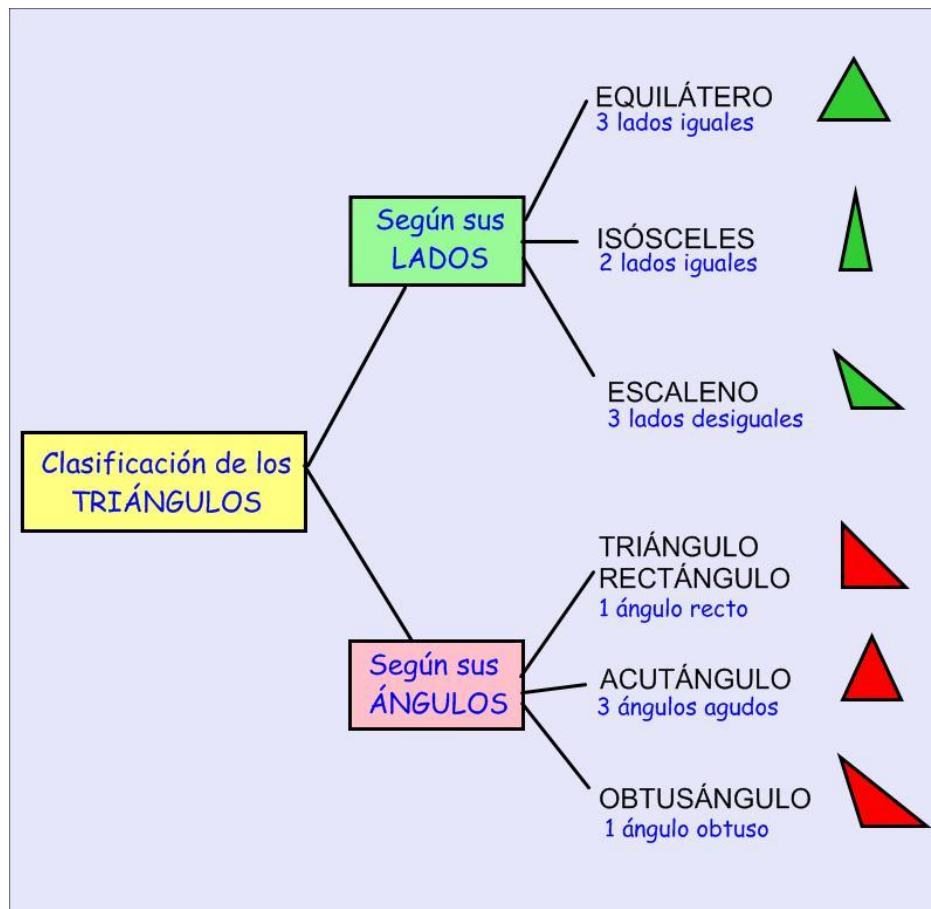 Clasificación de los
TRIÁNGULOS
Según sus
LADOS
EQUILÁTERO
3 lados iguales
ISÓSCELES
2 lados iguales
ESCALENO
3 lados desiguales
Según sus
ÁNGULOS
TRIÁNGULO
RECTÁNGULO
1 ángulo recto
ACUTÁNGULO
3 ángulos agudos
OBTUSÁNGULO
1 ángulo obtuso